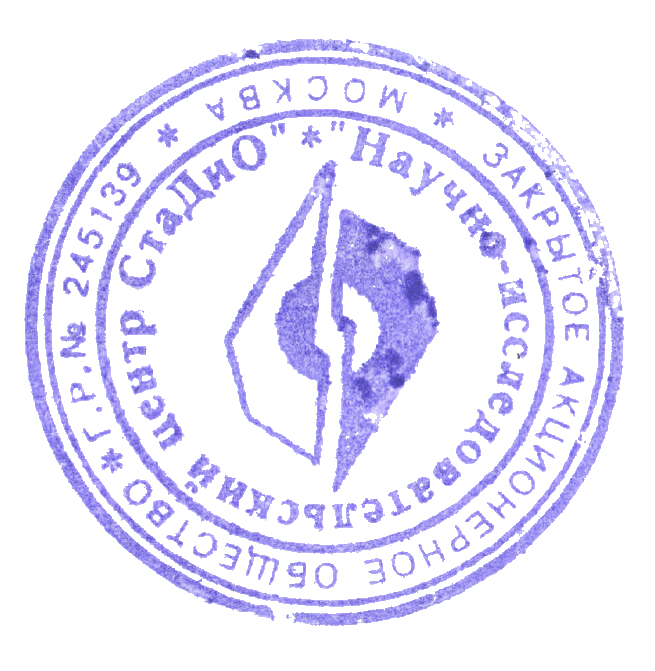 * ЗАКРЫТОЕ АКЦИОНЕРНОЕ ОБЩЕСТВО * Г.Р.№ 245139 * МОСКВА
* "Научно-исследовательский центр СтаДиО"